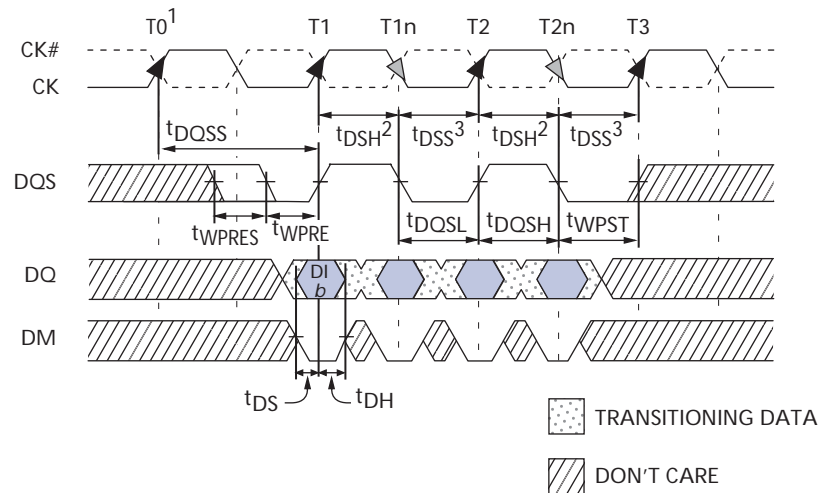 T0¹ T1 T1n T2 T2n T3
CK#
CK
tDQSS tDSH² tDSS³ tDSH² tDSS³
DQS
tWPRES tWPRE tDQSL tDQSH tWPST
DQ
DI
b
DM
tDS tDH
TRANSITIONING DATA
DON'T CARE